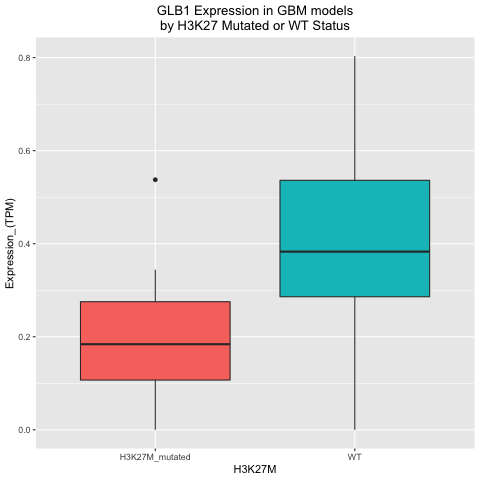 GLB1 Expression in GBM models
by H3K27 Mutated or WT Status
Expression_(TPM)
0.8
0.6
0.4
0.2
0.0
H3K27M_mutated
WT
H3K27M